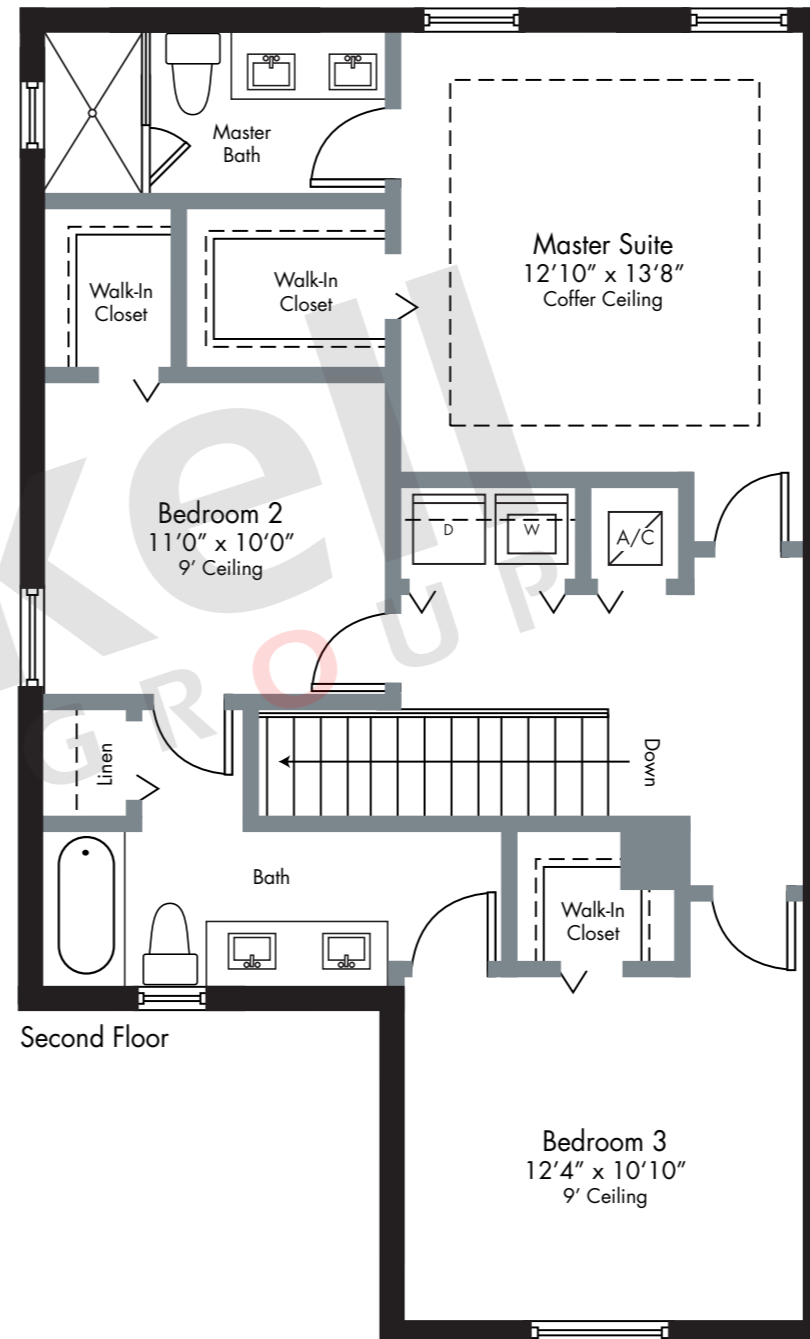 Master
Bath
Walk-In
Closet
Walk-In
Closet
Master Suite
12'10" x 13'8"
Coffer Ceiling
Bedroom 2
11'0" x 10'0"
9' Ceiling
D
W
A/C
Linen
Down
Bath
Walk-In
Closet
Second Floor
Bedroom 3
12'4" x 10'10"
9' Ceiling
kell
GROUP